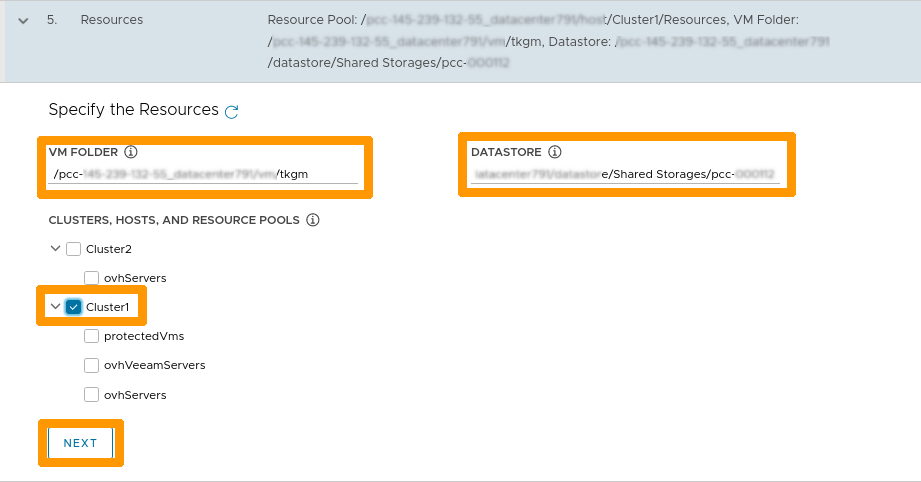 5. Resources Resource Pool: /pcc-145-239-132-55_datacenter791/host/Cluster1/Resources, VM Folder:
/pcc-145-239-132-55_datacenter791/vm/tkgm, Datastore: /pcc-145-239-132-55_datacenter791
/datastore/Shared Storages/pcc-000112
Specify the Resources
VM FOLDER DATASTORE
/pcc-145-239-132-55_datacenter791/vm/tkgm atacenter791/datastore/Shared Storages/pcc-000112
CLUSTERS, HOSTS, AND RESOURCE POOLS
Cluster2
ovhServers
Cluster1
protectedVms
ovhVeeamServers
ovhServers
NEXT